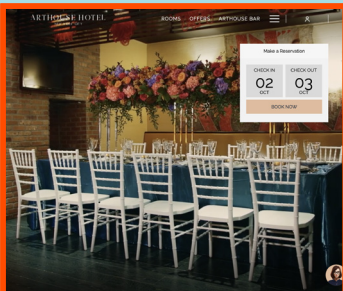 ARTHOUSE HOTEL
ROOMS OFFERS ARTHOUSE BAR
Make a Reservation
CHECK IN CHECK OUT
02 03
OCT OCT
BOOK NOW